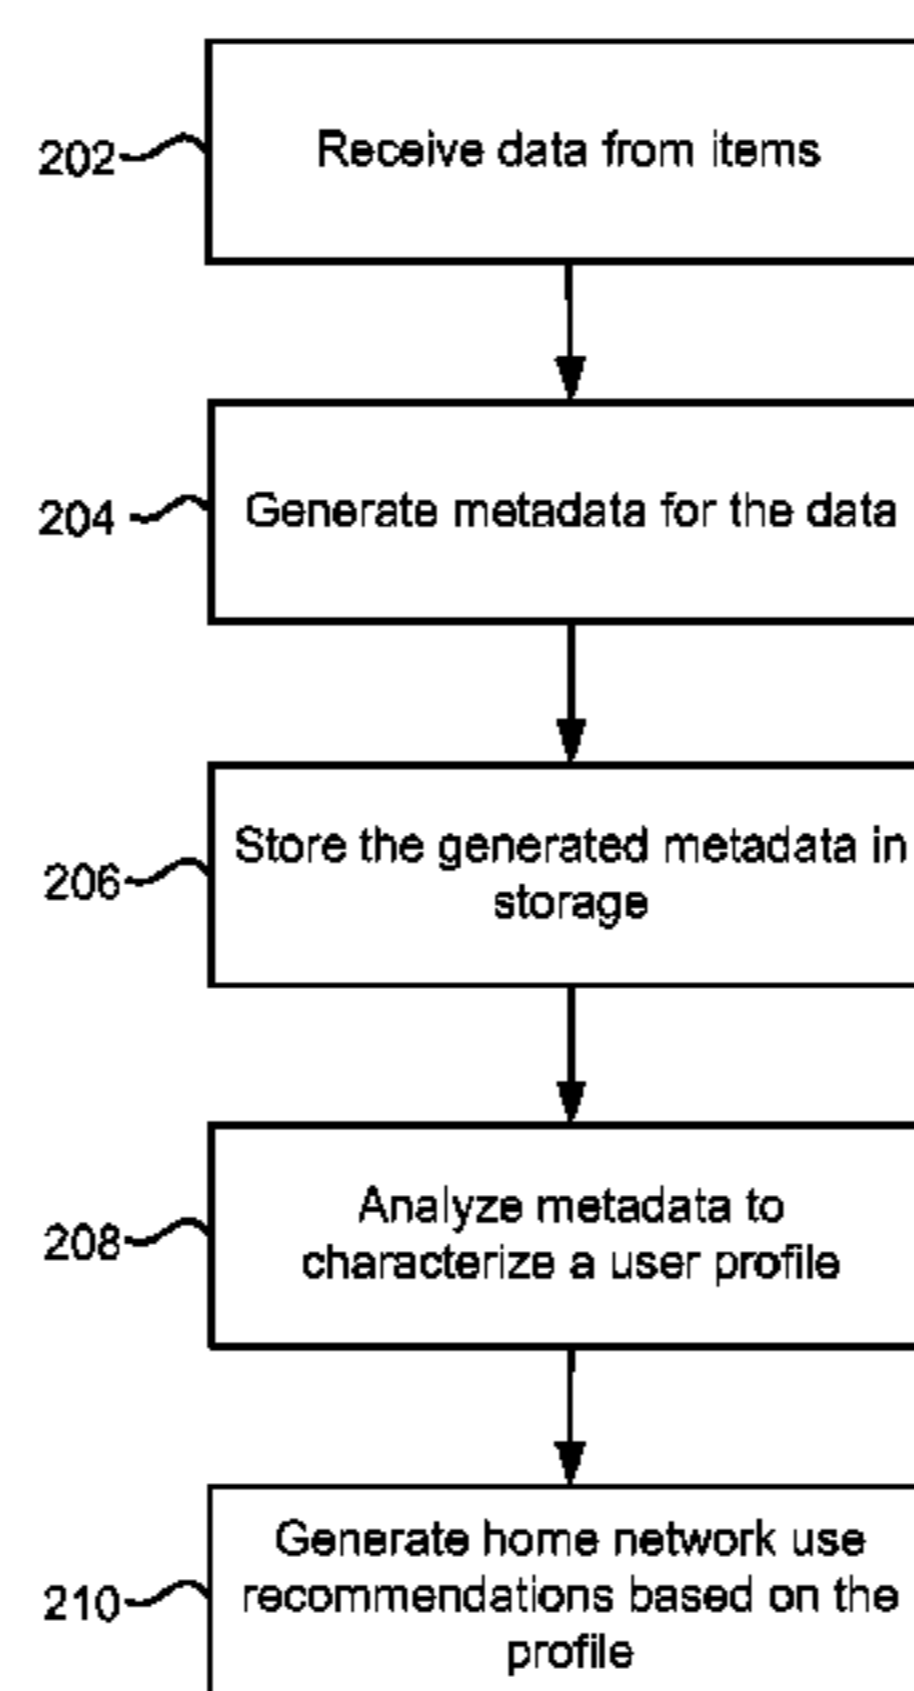 202
Receive data from items
204
Generate metadata for the data
206
Store the generated metadata in
storage
208
Analyze metadata to
characterize a user profile
210
Generate home network use
recommendations based on the
profile